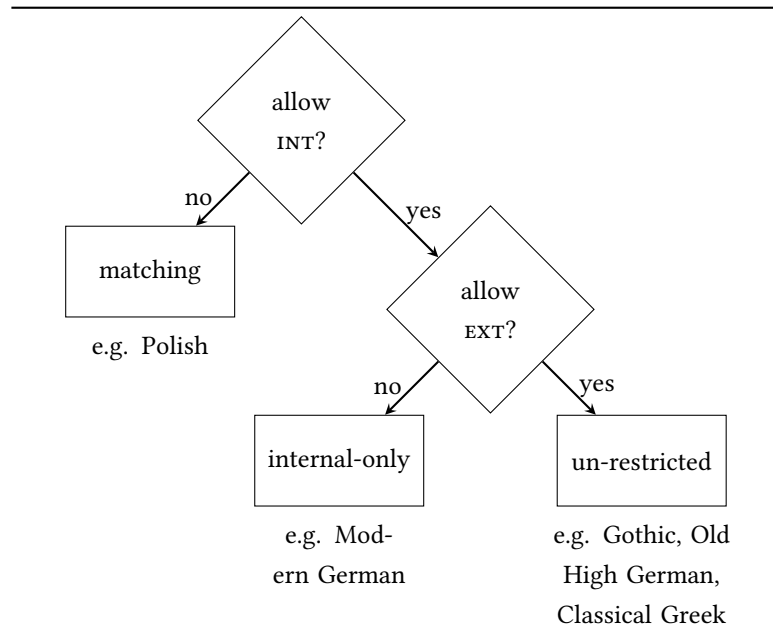 allow
INT?
no
yes
matching
allow
EXT?
e.g. Polish
no
yes
internal-only
un-restricted
e.g. Mod-
ern German
e.g. Gothic, Old
High German,
Classical Greek